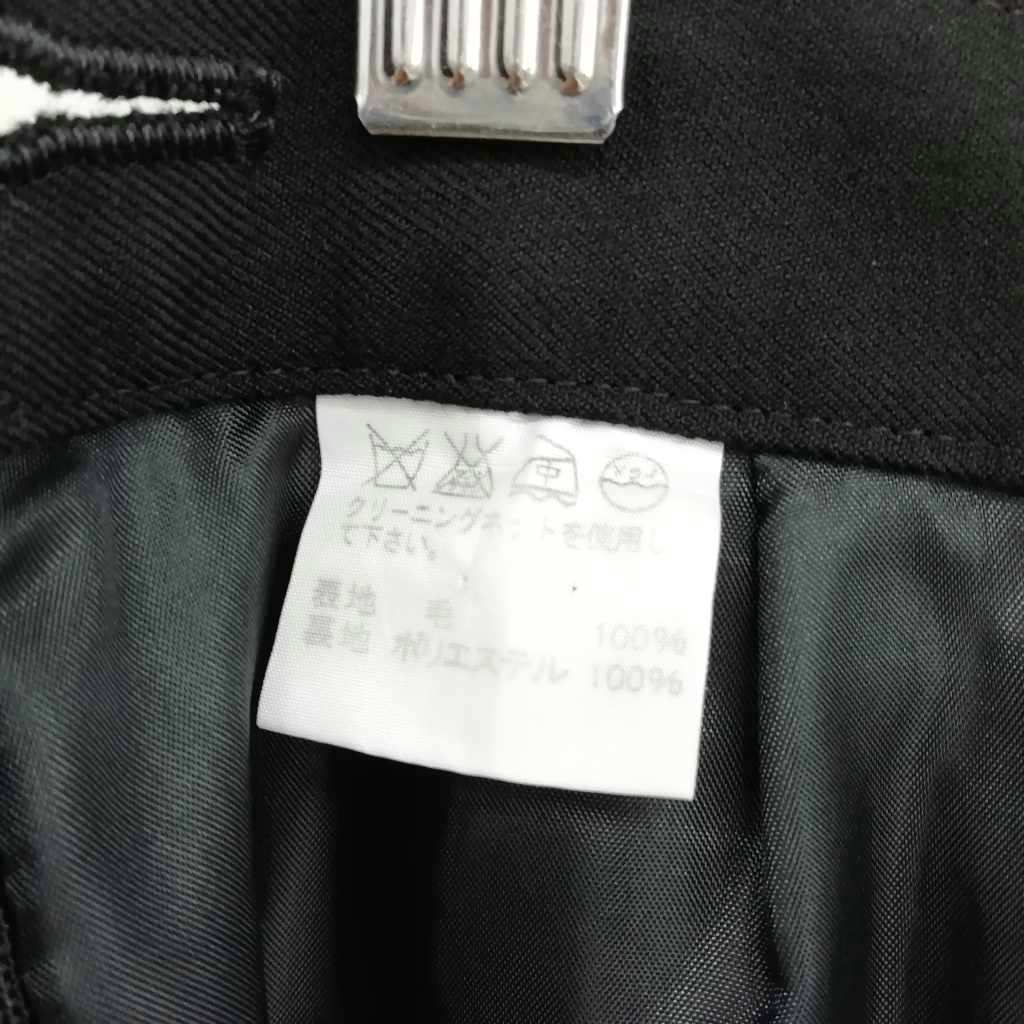 中
クリーニングネットを使用し
て下さい。
表地 毛 100%
裏地 ポリエステル 100%